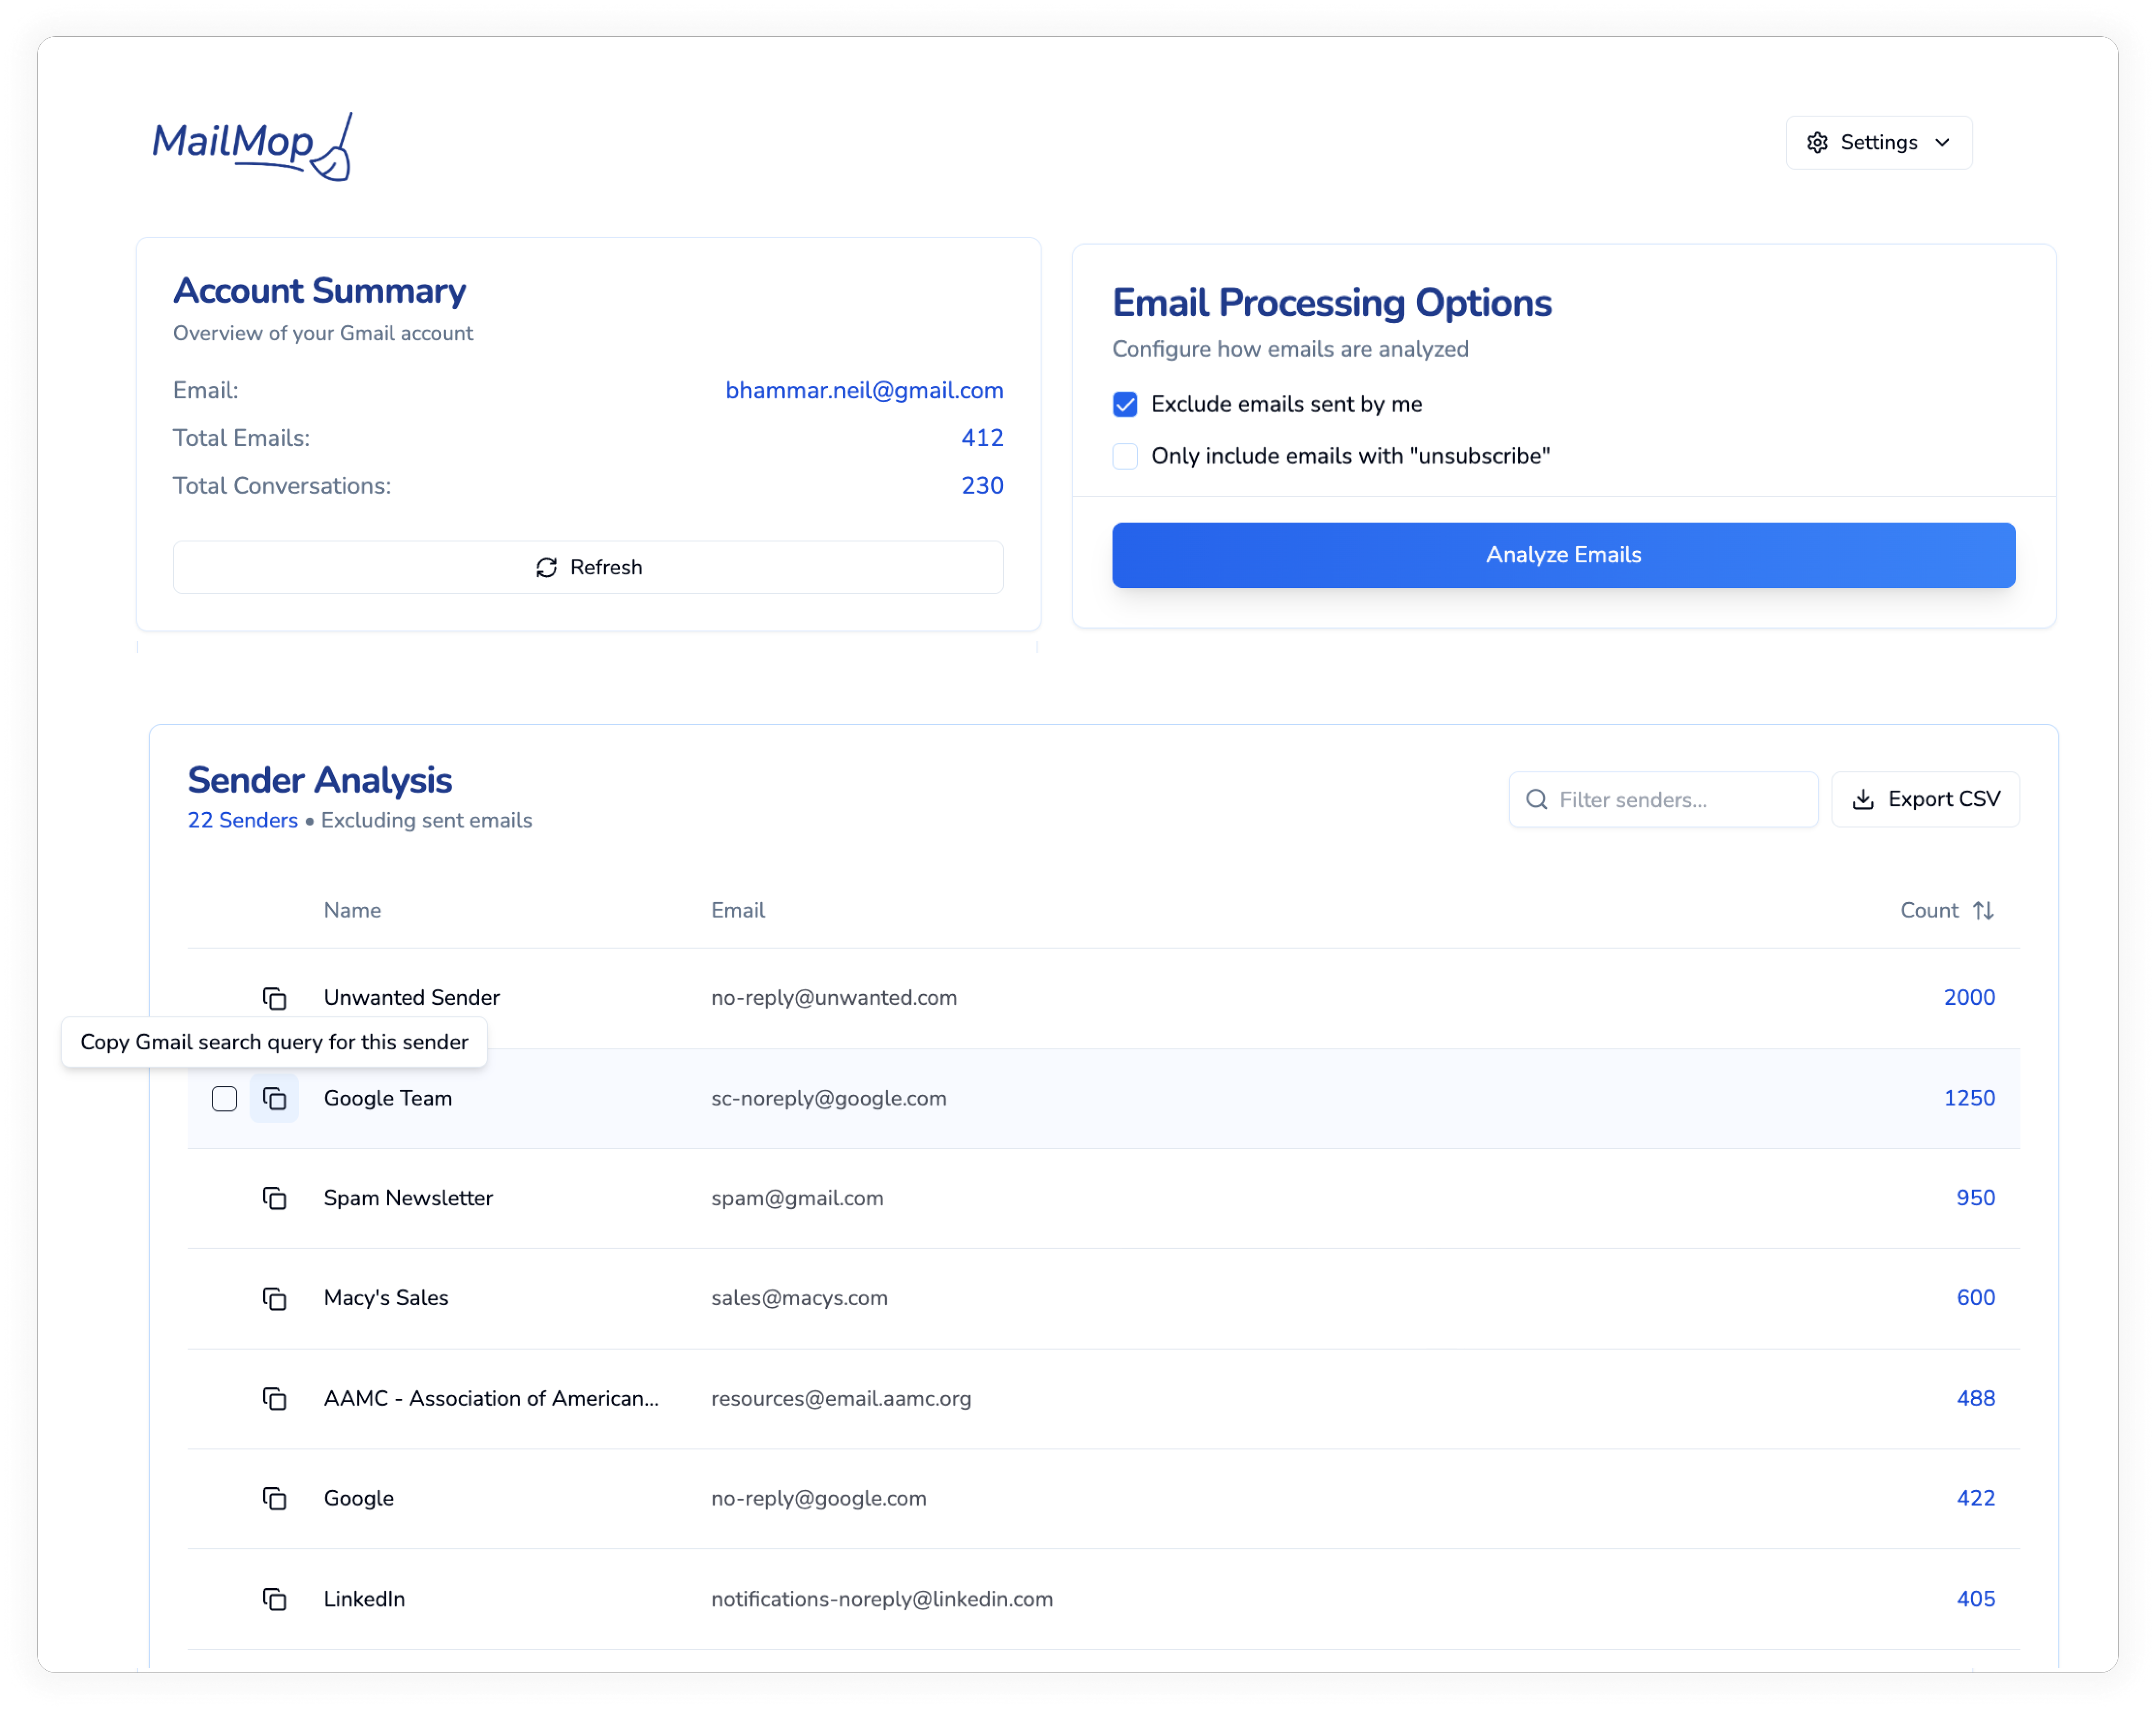 MailMop
Settings
Account Summary
Overview of your Gmail account
Email: bhammar.neil@gmail.com
Total Emails: 412
Total Conversations: 230
Refresh
Email Processing Options
Configure how emails are analyzed
Exclude emails sent by me
Only include emails with "unsubscribe"
Analyze Emails
Sender Analysis
22 Senders • Excluding sent emails
Filter senders...
Export CSV
Name Email Count
Unwanted Sender no-reply@unwanted.com 2000
Copy Gmail search query for this sender
Google Team sc-noreply@google.com 1250
Spam Newsletter spam@gmail.com 950
Macy's Sales sales@macys.com 600
AAMC - Association of American... resources@email.aamc.org 488
Google no-reply@google.com 422
LinkedIn notifications-noreply@linkedin.com 405